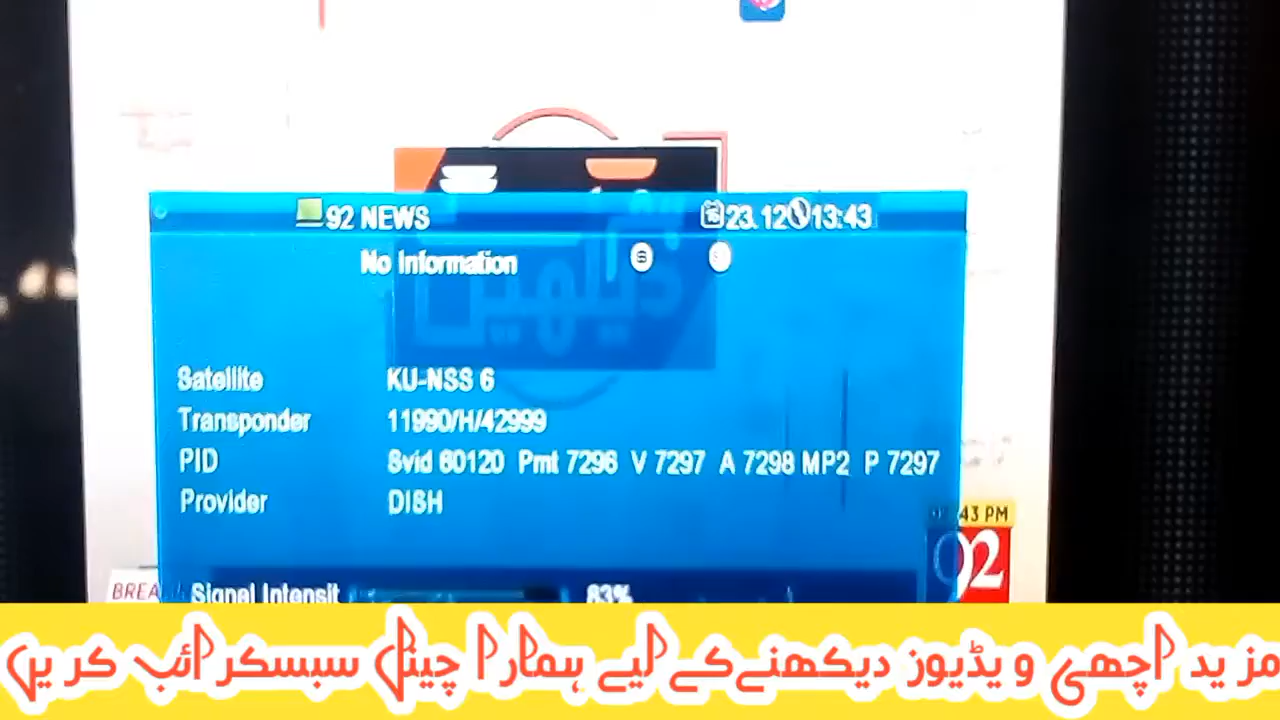 92 NEWS 23.12 13:43
No Information
دیکھیں
Satellite KU-NSS 6
Transponder 11990/H/42999
PID Svid 60120 Pmt 7296 V 7297 A 7298 MP2 P 7297
Provider DISH
43 PM
92
BREA
Signal Intensit 83%
مزید اچھی ویڈیوز دیکھنے کے لیے ہمارا چینل سبسکرائب کریں